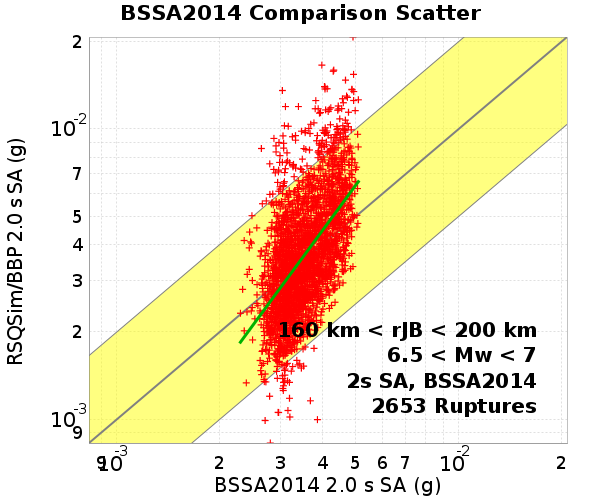 BSSA2014 Comparison Scatter
RSQSim/BBP 2.0 s SA (g)
2
10-2
7
5
4
3
2
10-3
9
160 km < rJB < 200 km
6.5 < Mw < 7
2s SA, BSSA2014
2653 Ruptures
9 10-3 2 3 4 5 6 7 10-2 2
BSSA2014 2.0 s SA (g)